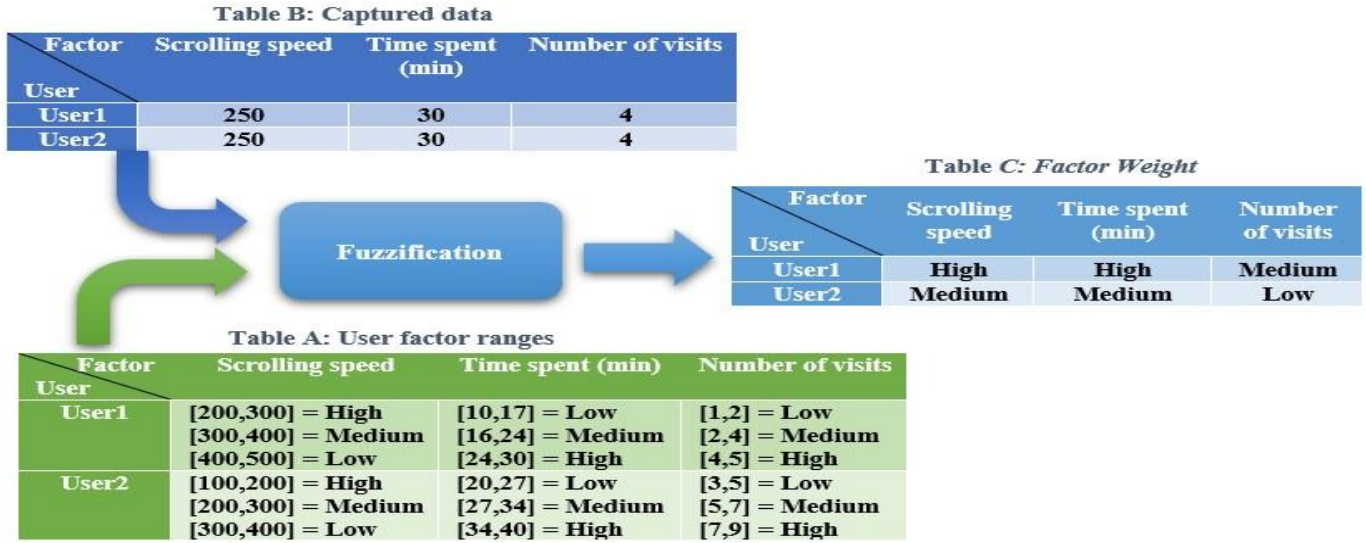 Table B: Captured data
Factor Scrolling speed Time spent Number of visits
(min)
User
User1 250 30 4
User2 250 30 4
Table C: Factor Weight
Factor Scrolling Time spent Number
User speed (min) of visits
User1 High High Medium
User2 Medium Medium Low
Fuzzification
Table A: User factor ranges
Factor Scrolling speed Time spent (min) Number of visits
User
User1 [200,300] = High [10,17] = Low [1,2] = Low
[300,400] = Medium [16,24] = Medium [2,4] = Medium
[400,500] = Low [24,30] = High [4,5] = High
User2 [100,200] = High [20,27] = Low [3,5] = Low
[200,300] = Medium [27,34] = Medium [5,7] = Medium
[300,400] = Low [34,40] = High [7,9] = High